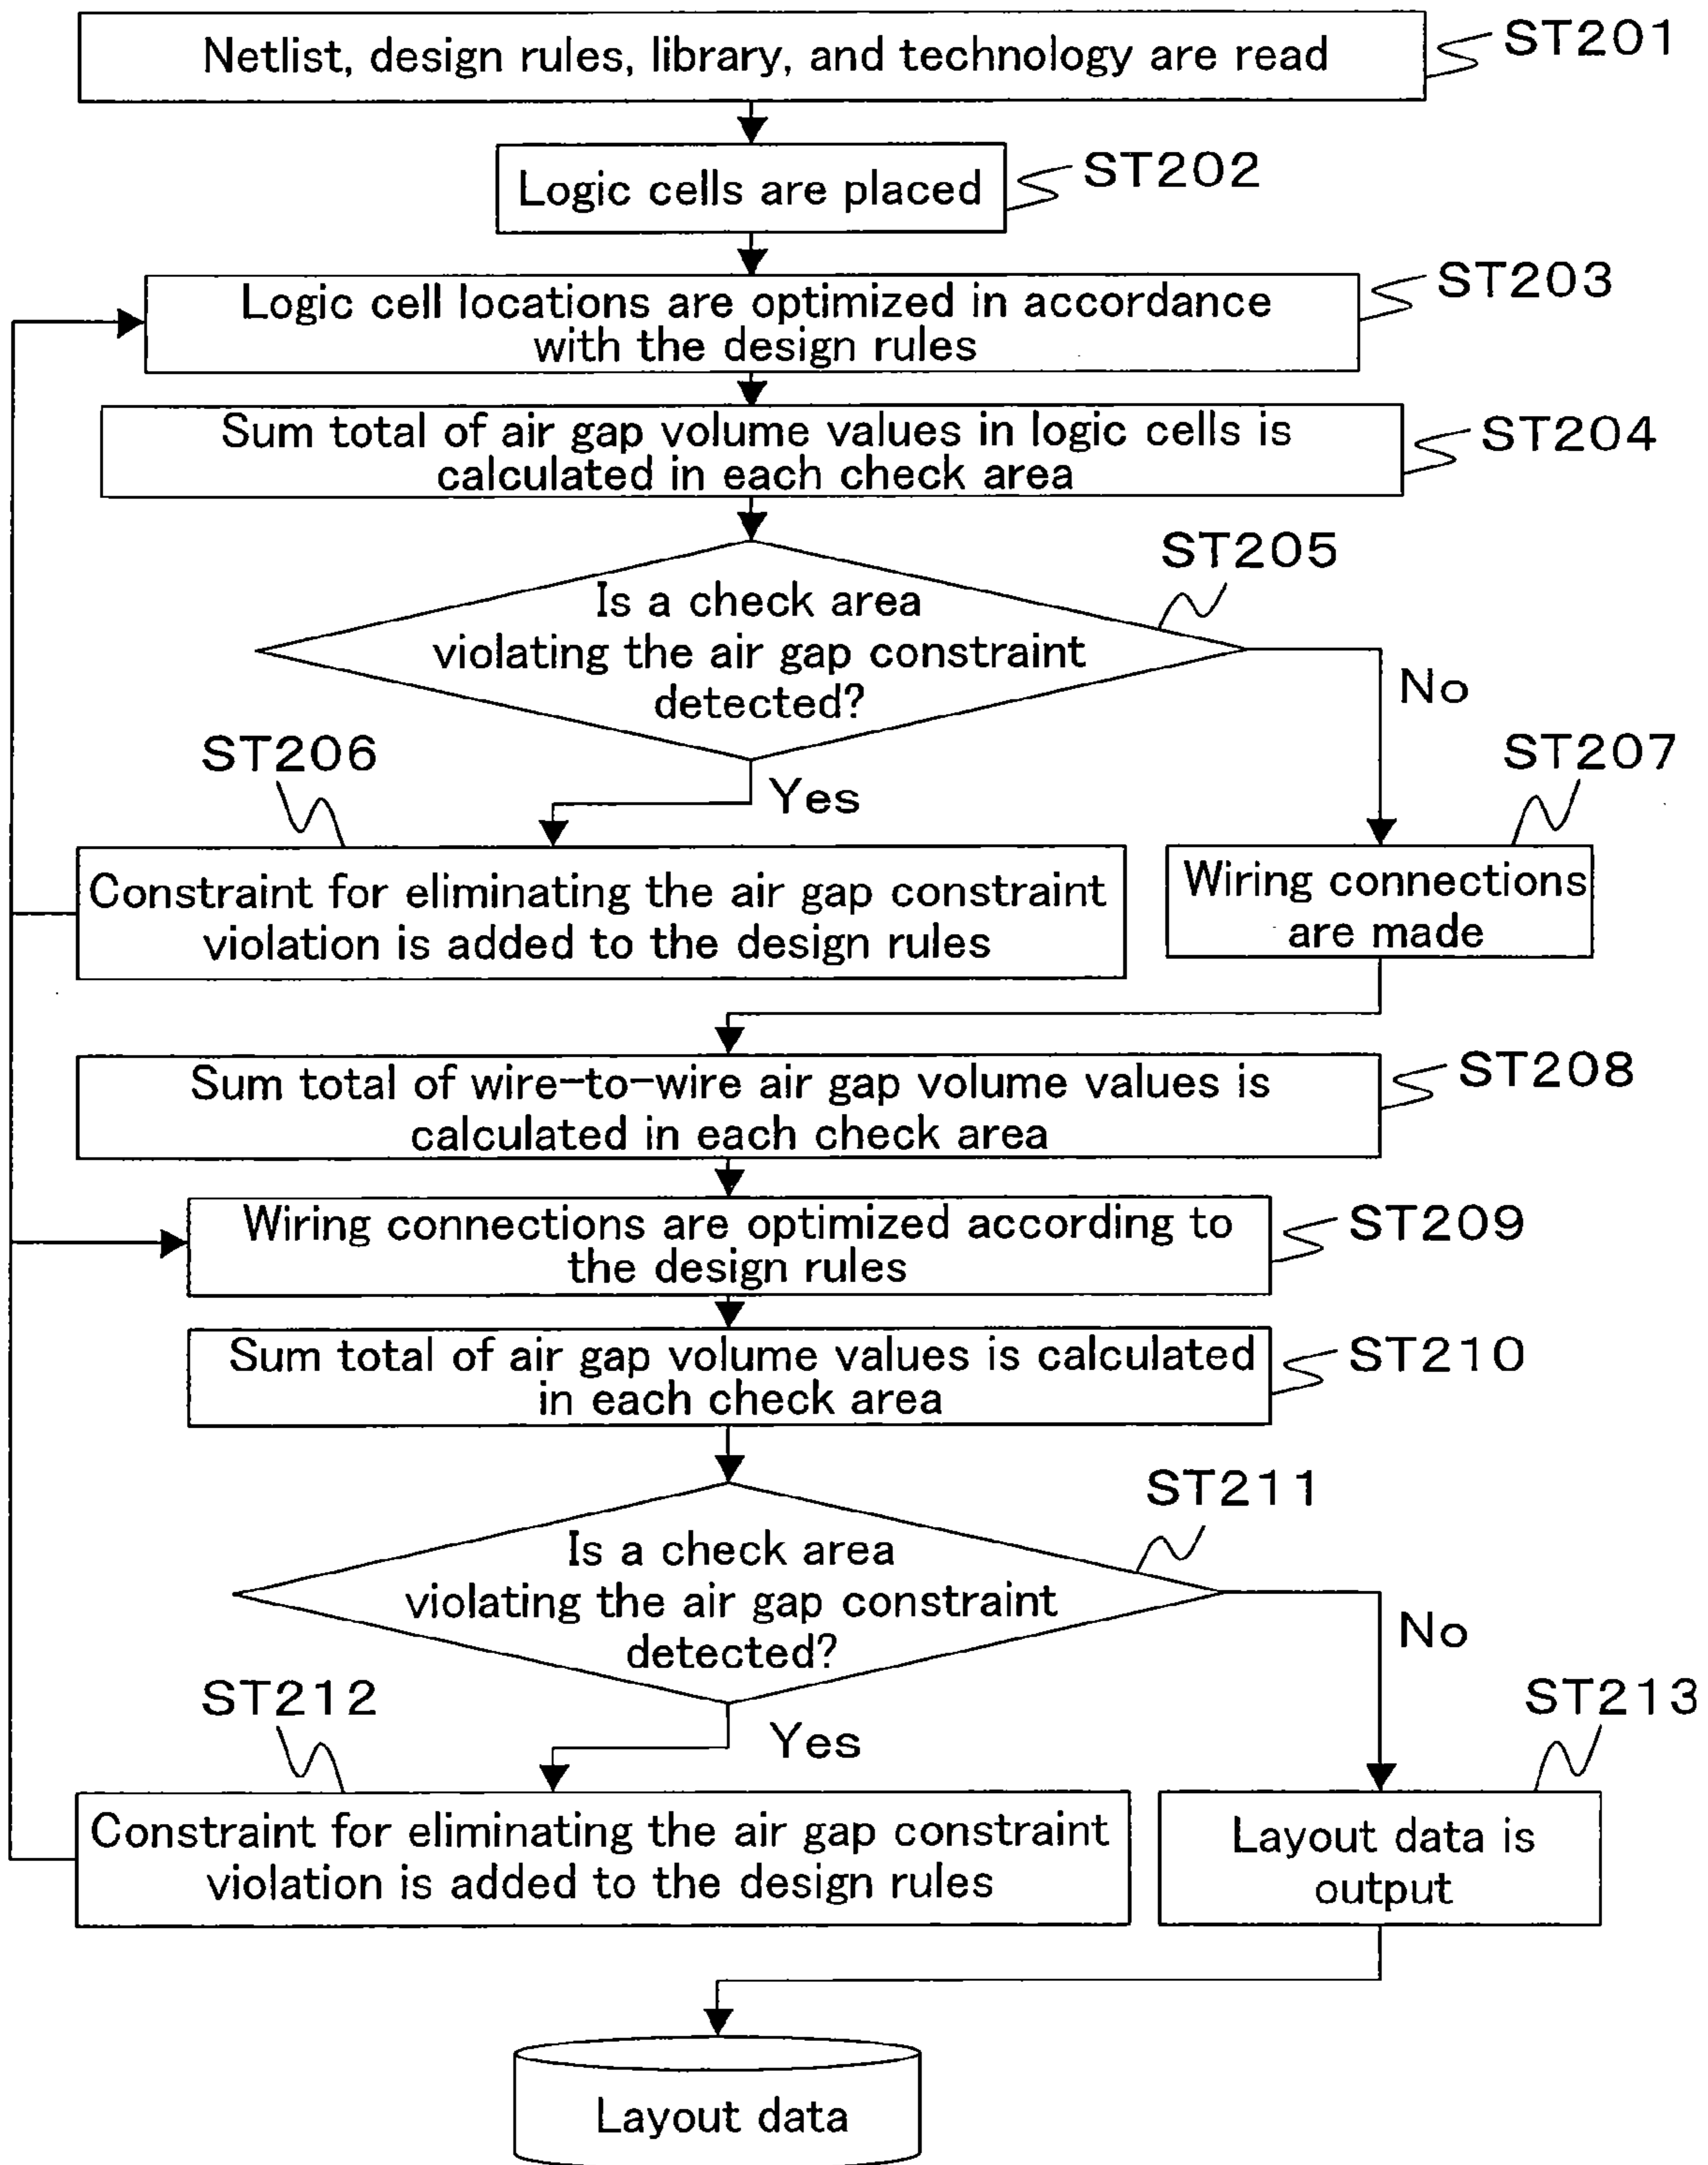 Netlist, design rules, library, and technology are read
ST201
Logic cells are placed
ST202
Logic cell locations are optimized in accordance
with the design rules
ST203
Sum total of air gap volume values in logic cells is
calculated in each check area
ST204
Is a check area
violating the air gap constraint
detected?
ST205
No
Yes
ST206
ST207
Constraint for eliminating the air gap constraint
violation is added to the design rules
Wiring connections
are made
Sum total of wire-to-wire air gap volume values is
calculated in each check area
ST208
Wiring connections are optimized according to
the design rules
ST209
Sum total of air gap volume values is calculated
in each check area
ST210
Is a check area
violating the air gap constraint
detected?
ST211
No
Yes
ST212
ST213
Constraint for eliminating the air gap constraint
violation is added to the design rules
Layout data is
output
Layout data